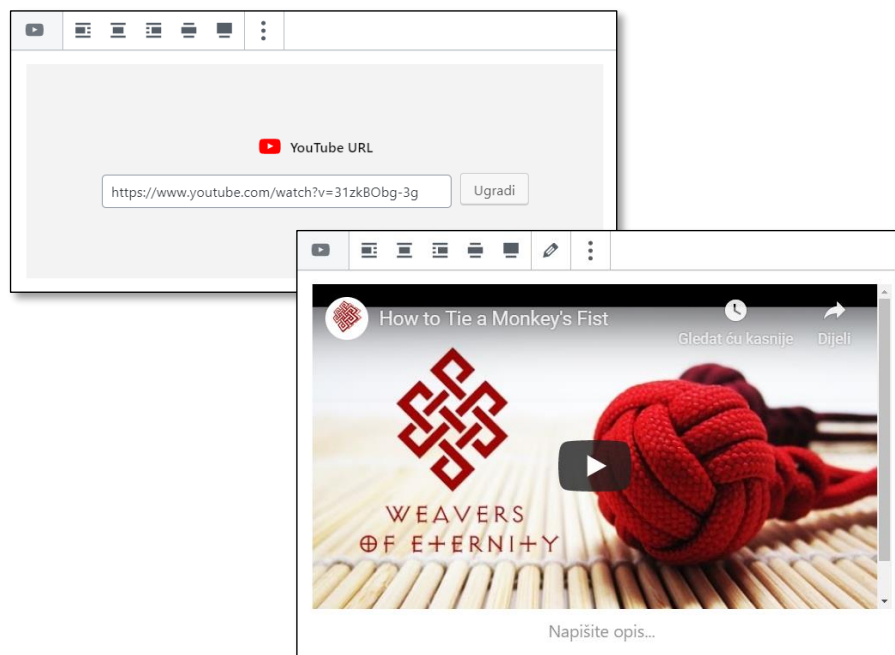 YouTube URL
https://www.youtube.com/watch?v=31zkBObg-3g
Ugradi
How to Tie a Monkey's Fist
Gledat ću kasnije
Dijeli
WEAVERS
OF ETERNITY
Napišite opis...